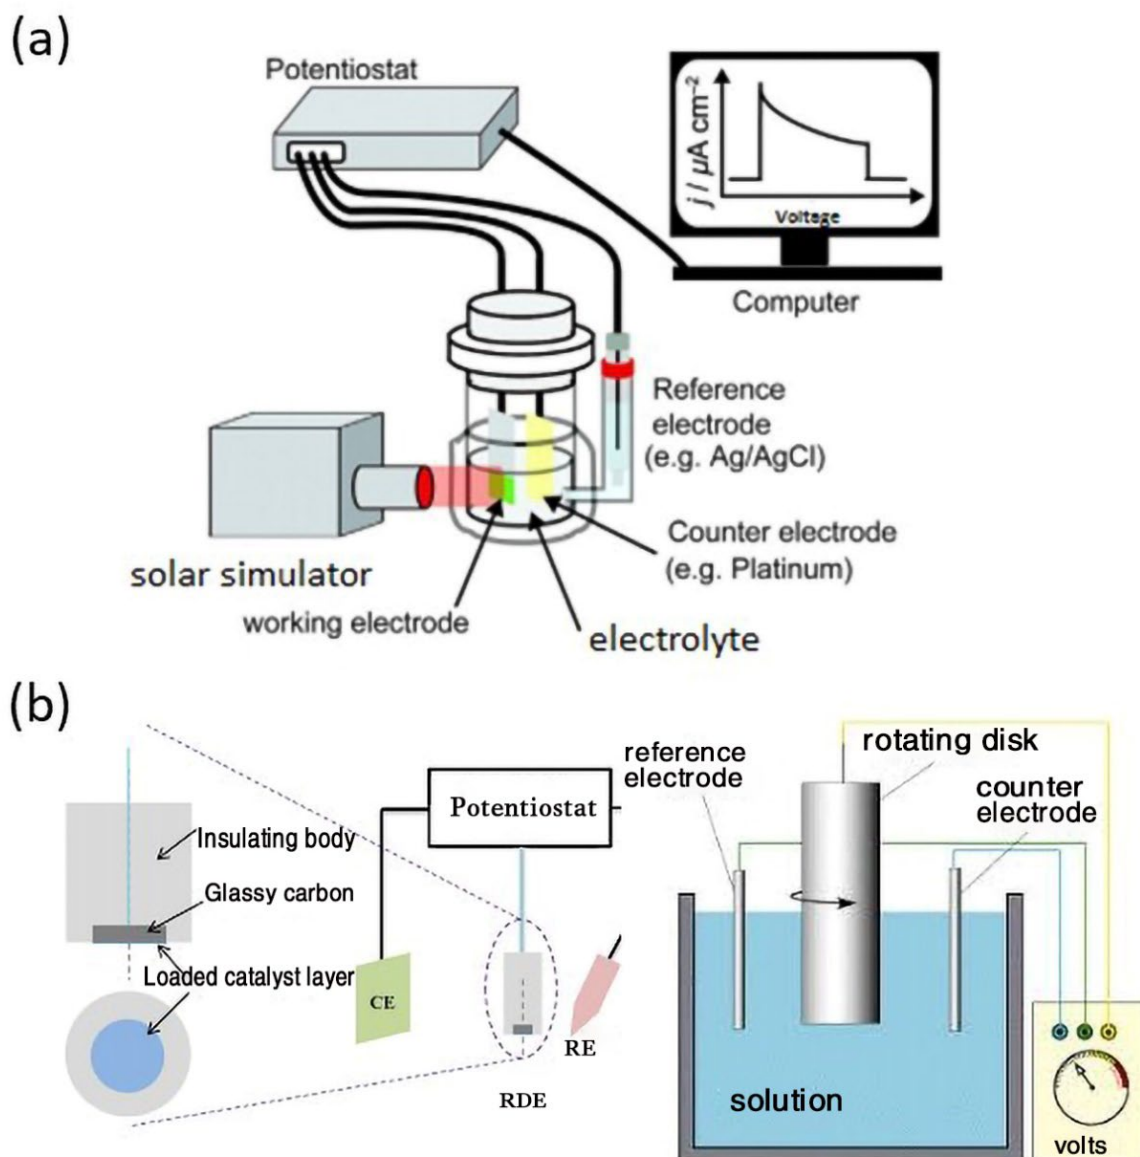 (a)
Potentiostat
j / µA cm⁻²
Voltage
Computer
Reference
electrode
(e.g. Ag/AgCl)
Counter electrode
(e.g. Platinum)
solar simulator
working electrode
electrolyte
(b)
Insulating body
Glassy carbon
Loaded catalyst layer
Potentiostat
CE
RE
RDE
reference
electrode
rotating disk
counter
electrode
solution
volts